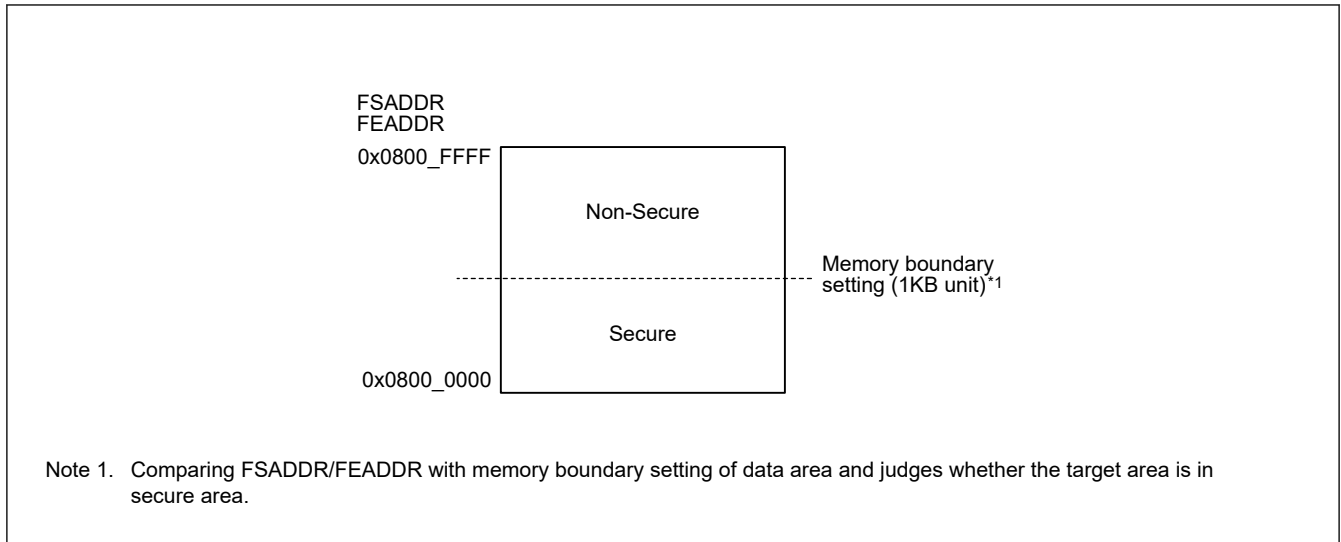 FSADDR
FEADDR
0x0800_FFFF
Non-Secure
Memory boundary
setting (1KB unit)*1
Secure
0x0800_0000
Note 1. Comparing FSADDR/FEADDR with memory boundary setting of data area and judges whether the target area is in
secure area.